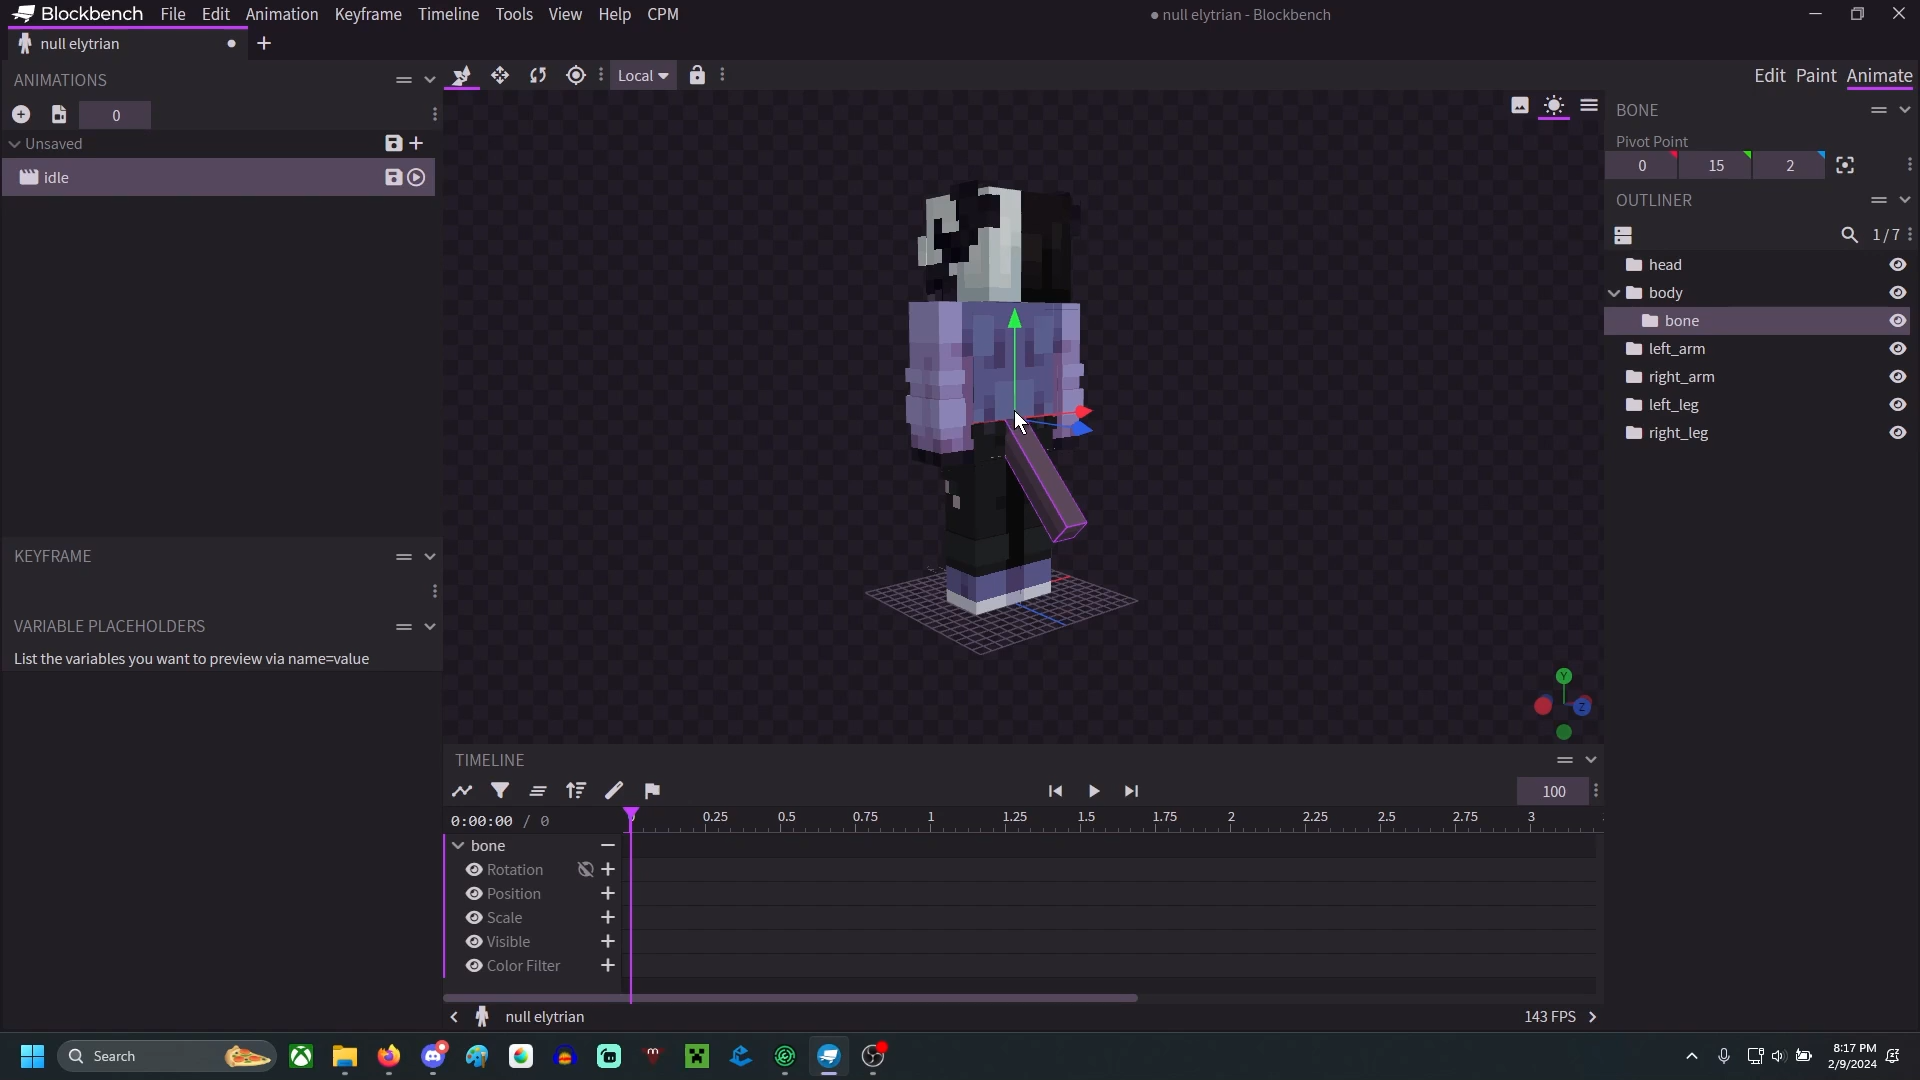 Blockbench File Edit Animation Keyframe Timeline Tools View Help CPM
● null elytrian - Blockbench
null elytrian
ANIMATIONS
0
Unsaved
idle
KEYFRAME
VARIABLE PLACEHOLDERS
List the variables you want to preview via name=value
Local
Edit Paint Animate
BONE
Pivot Point
0 15 2
OUTLINER
1/7
head
body
bone
left_arm
right_arm
left_leg
right_leg
Y
Z
TIMELINE
100
0:00:00 / 0
0.25 0.5 0.75 1 1.25 1.5 1.75 2 2.25 2.5 2.75 3
bone
Rotation
Position
Scale
Visible
Color Filter
null elytrian
143 FPS
Search
8:17 PM
2/9/2024